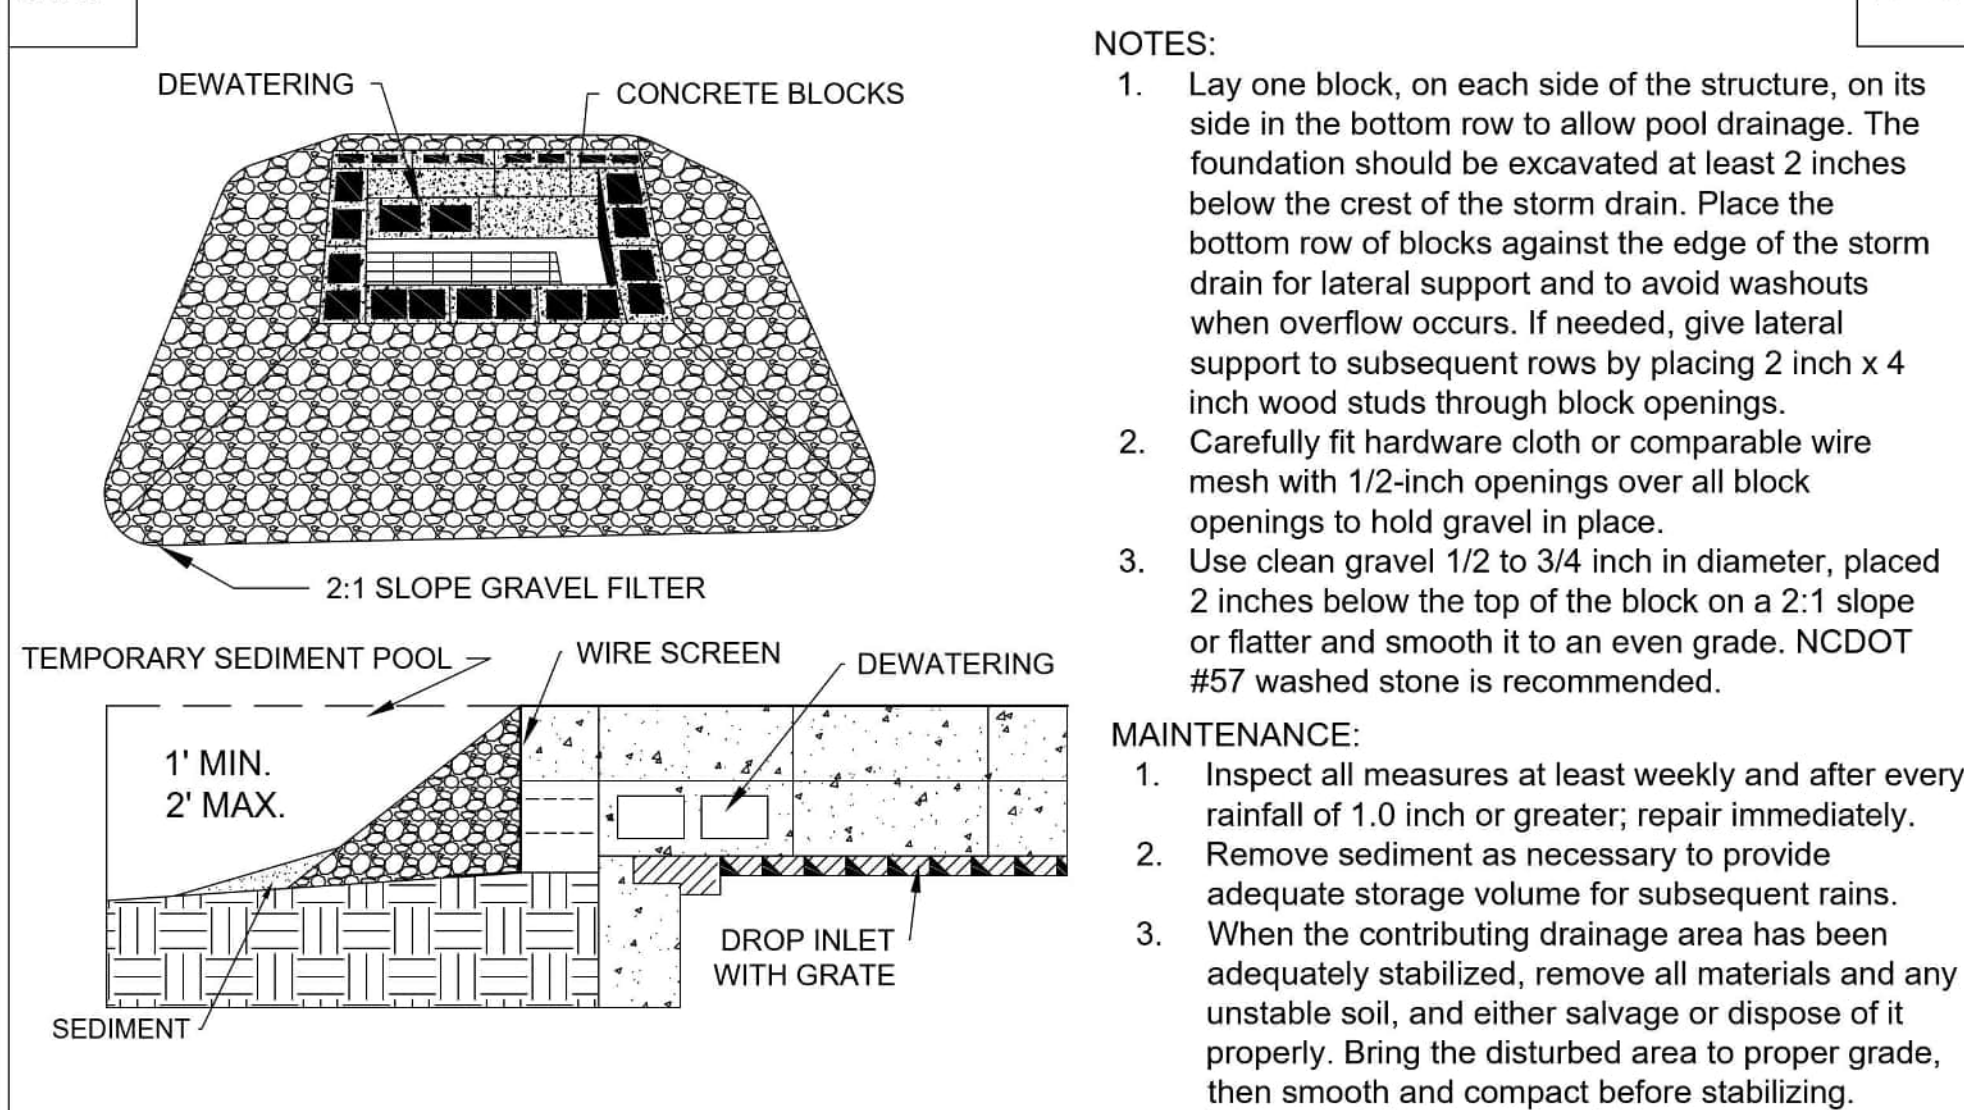 DEWATERING
CONCRETE BLOCKS
2:1 SLOPE GRAVEL FILTER
TEMPORARY SEDIMENT POOL
WIRE SCREEN
DEWATERING
1' MIN.
2' MAX.
DROP INLET
WITH GRATE
SEDIMENT
NOTES:
1. Lay one block, on each side of the structure, on its
side in the bottom row to allow pool drainage. The
foundation should be excavated at least 2 inches
below the crest of the storm drain. Place the
bottom row of blocks against the edge of the storm
drain for lateral support and to avoid washouts
when overflow occurs. If needed, give lateral
support to subsequent rows by placing 2 inch x 4
inch wood studs through block openings.
2. Carefully fit hardware cloth or comparable wire
mesh with 1/2-inch openings over all block
openings to hold gravel in place.
3. Use clean gravel 1/2 to 3/4 inch in diameter, placed
2 inches below the top of the block on a 2:1 slope
or flatter and smooth it to an even grade. NCDOT
#57 washed stone is recommended.
MAINTENANCE:
1. Inspect all measures at least weekly and after every
rainfall of 1.0 inch or greater; repair immediately.
2. Remove sediment as necessary to provide
adequate storage volume for subsequent rains.
3. When the contributing drainage area has been
adequately stabilized, remove all materials and any
unstable soil, and either salvage or dispose of it
properly. Bring the disturbed area to proper grade,
then smooth and compact before stabilizing.